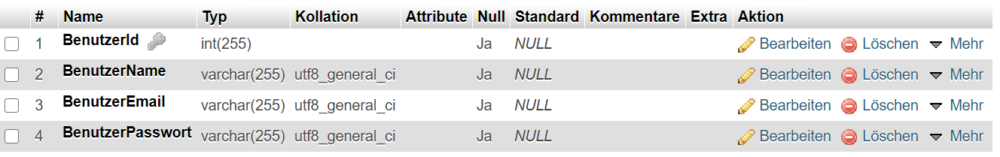 # Name Typ Kollation Attribute Null Standard Kommentare Extra Aktion
1 BenutzerId int(255) Ja NULL Bearbeiten Löschen Mehr
2 BenutzerName varchar(255) utf8_general_ci Ja NULL Bearbeiten Löschen Mehr
3 BenutzerEmail varchar(255) utf8_general_ci Ja NULL Bearbeiten Löschen Mehr
4 BenutzerPasswort varchar(255) utf8_general_ci Ja NULL Bearbeiten Löschen Mehr